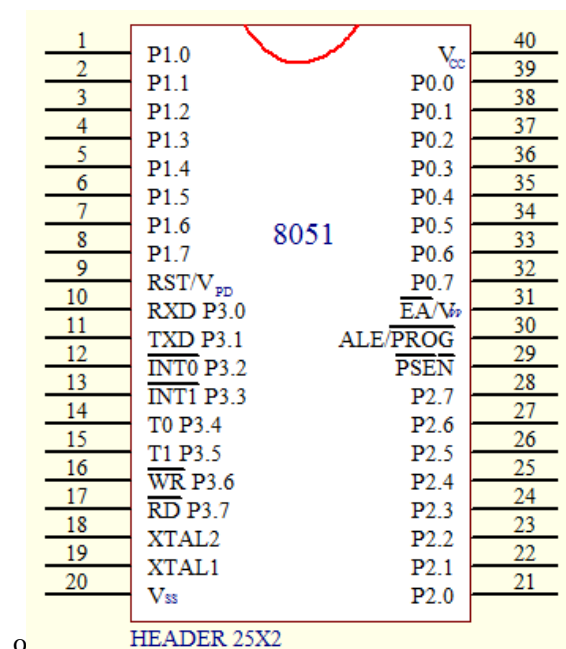 1 P1.0 V CC 40
2 P1.1 P0.0 39
3 P1.2 P0.1 38
4 P1.3 P0.2 37
5 P1.4 P0.3 36
6 P1.5 P0.4 35
7 P1.6 8051 P0.5 34
8 P1.7 P0.6 33
9 RST/V PD P0.7 32
10 RXD P3.0 EA/VPP 31
11 TXD P3.1 ALE/PROG 30
12 INT0 P3.2 PSEN 29
13 INT1 P3.3 P2.7 28
14 T0 P3.4 P2.6 27
15 T1 P3.5 P2.5 26
16 WR P3.6 P2.4 25
17 RD P3.7 P2.3 24
18 XTAL2 P2.2 23
19 XTAL1 P2.1 22
20 Vss P2.0 21
o HEADER 25X2